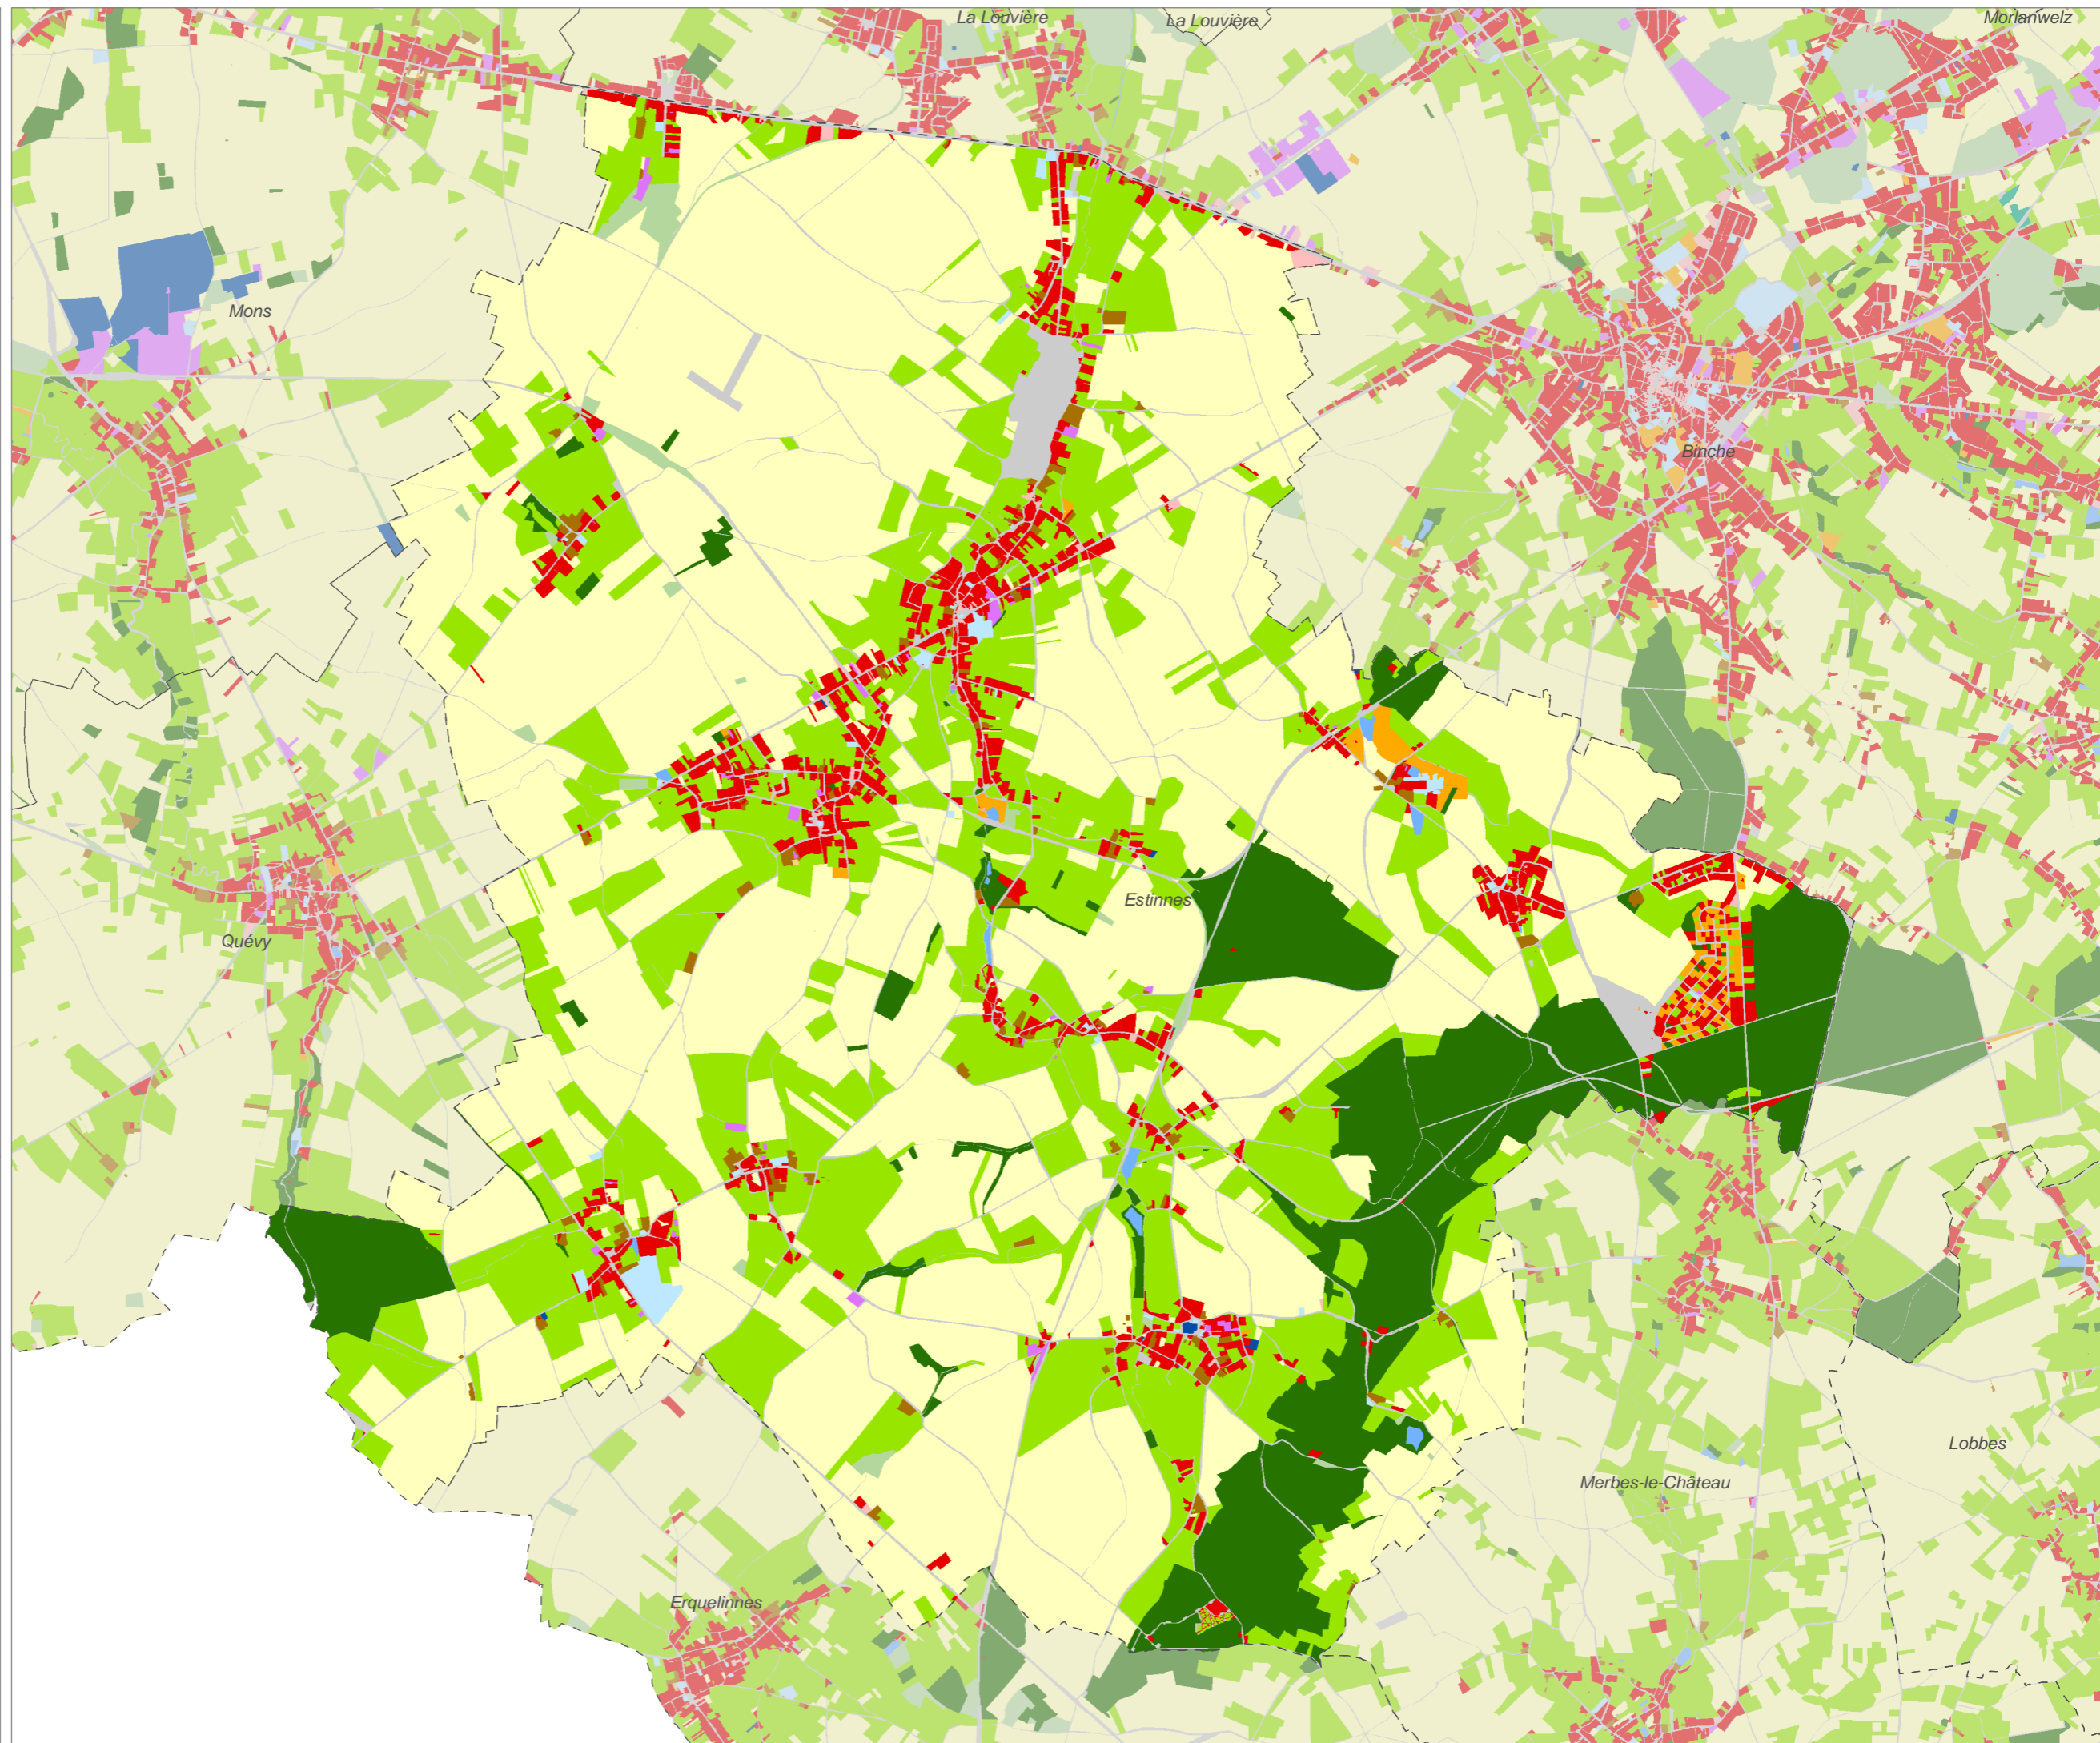 La Louvière
La Louvière
Morlanwelz
Mons
Binche
Estinnes
Quévy
Lobbes
Merbes-le-Château
Erquelinnes